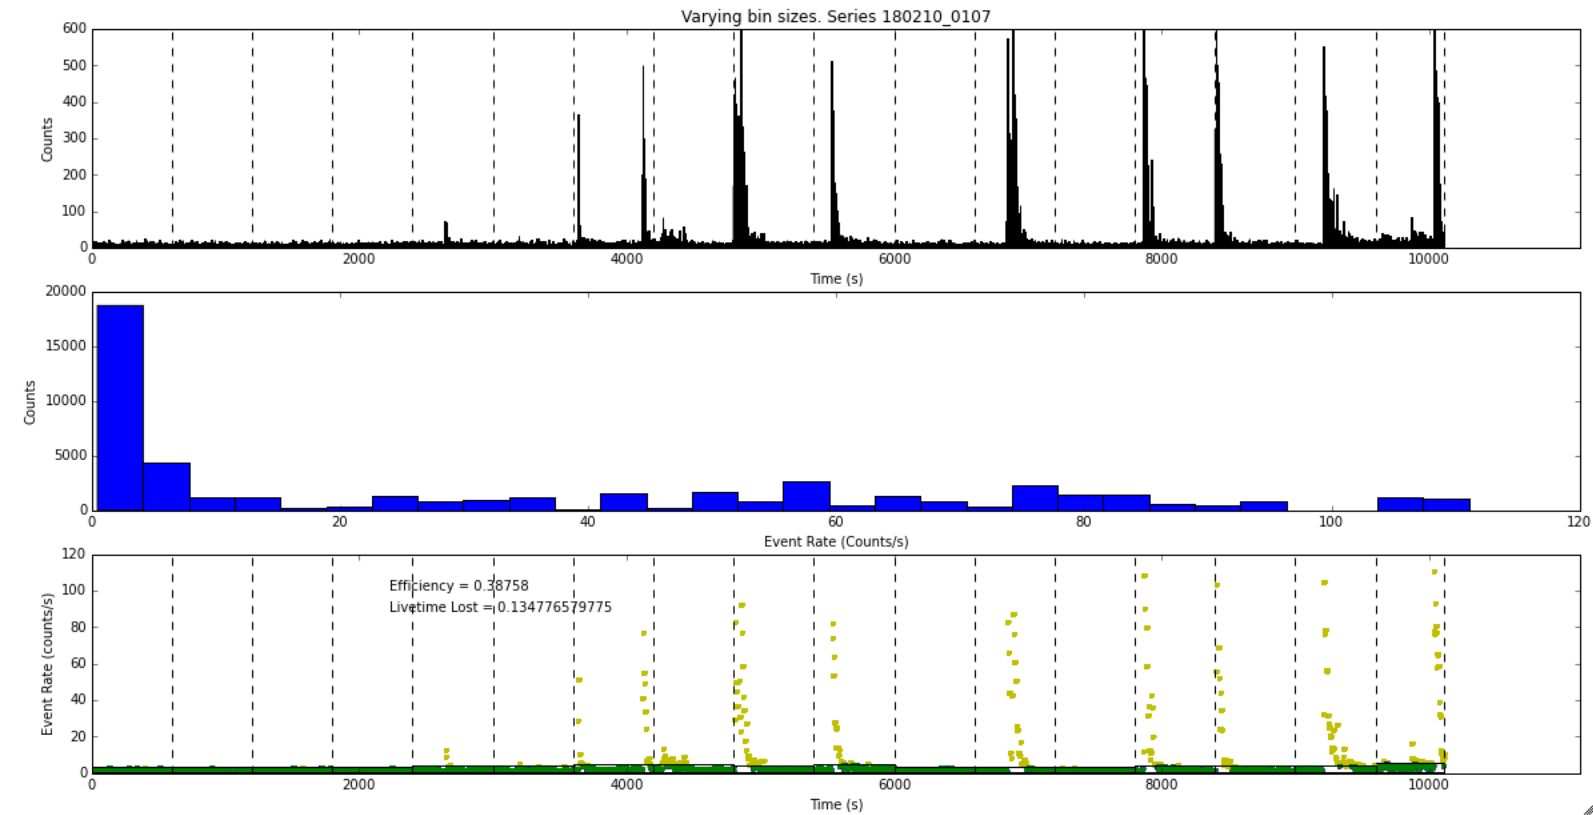 Varying bin sizes. Series 180210_0107
600
500
400
300
200
100
0
Counts
0 2000 4000 6000 8000 10000
Time (s)
20000
15000
10000
5000
0
Counts
0 20 40 60 80 100 120
Event Rate (Counts/s)
120
100
80
60
40
20
0
Event Rate (counts/s)
Efficiency = 0.38758
Livetime Lost = 0.134776579775
0 2000 4000 6000 8000 10000
Time (s)